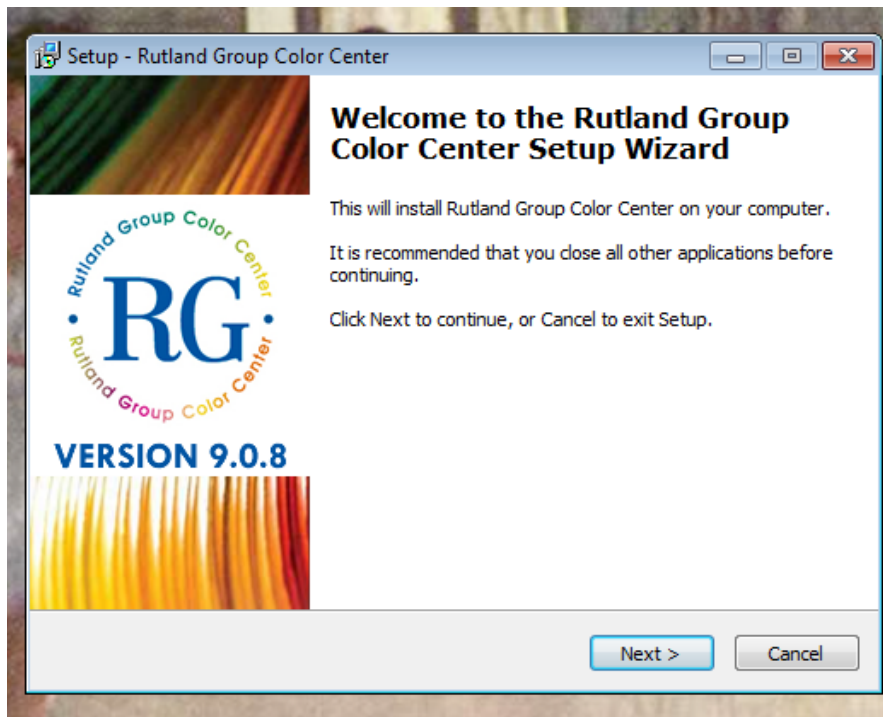 Setup - Rutland Group Color Center
Welcome to the Rutland Group
Color Center Setup Wizard
This will install Rutland Group Color Center on your computer.
It is recommended that you close all other applications before
continuing.
Click Next to continue, or Cancel to exit Setup.
Rutland Group Color Center
RG
Rutland Group Color Center
VERSION 9.0.8
Next >
Cancel